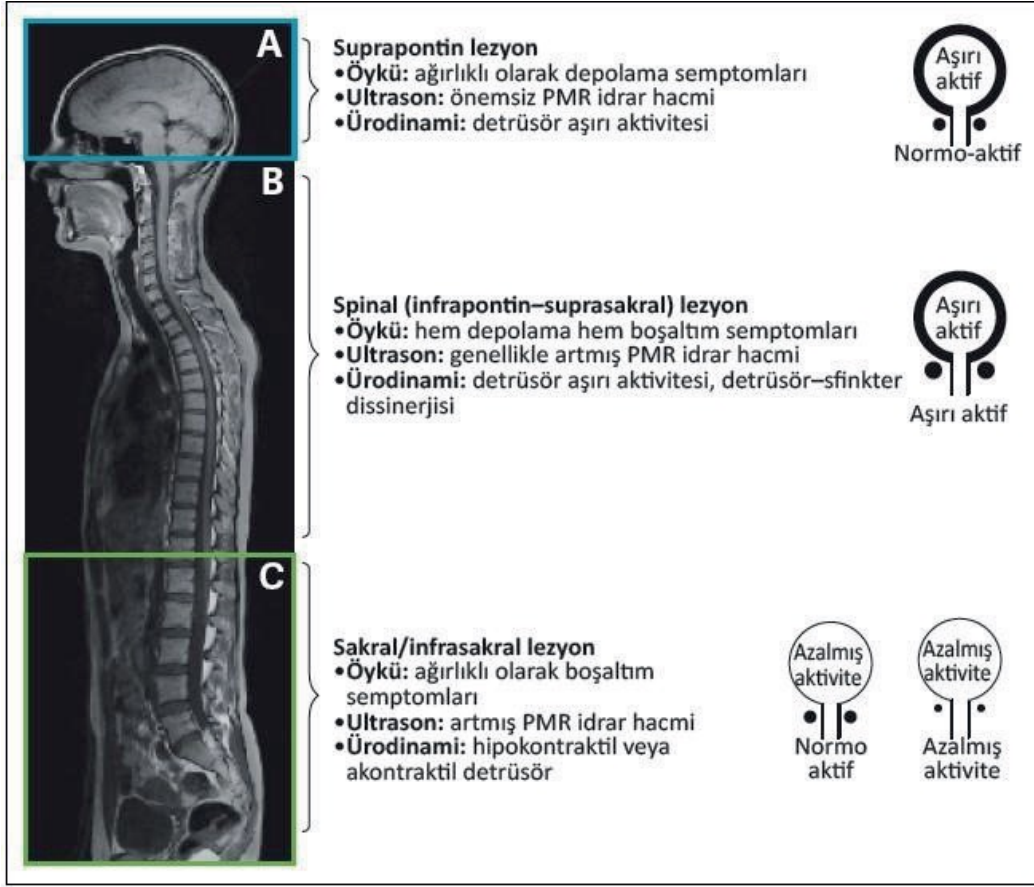 A
Suprapontin lezyon
•Öykü: ağırlıklı olarak depolama semptomları
•Ultrason: önemsiz PMR idrar hacmi
•Ürodinami: detrüsör aşırı aktivitesi
Aşırı
aktif
Normo-aktif
B
Spinal (infrapontin–suprasakral) lezyon
•Öykü: hem depolama hem boşaltım semptomları
•Ultrason: genellikle artmış PMR idrar hacmi
•Ürodinami: detrüsör aşırı aktivitesi, detrüsör–sfinkter
dissinerjisi
Aşırı
aktif
Aşırı aktif
C
Sakral/infrasakral lezyon
•Öykü: ağırlıklı olarak boşaltım
semptomları
•Ultrason: artmış PMR idrar hacmi
•Ürodinami: hipokontraktil veya
akontraktil detrüsör
Azalmış
aktivite
Normo
aktif
Azalmış
aktivite
Azalmış
aktivite